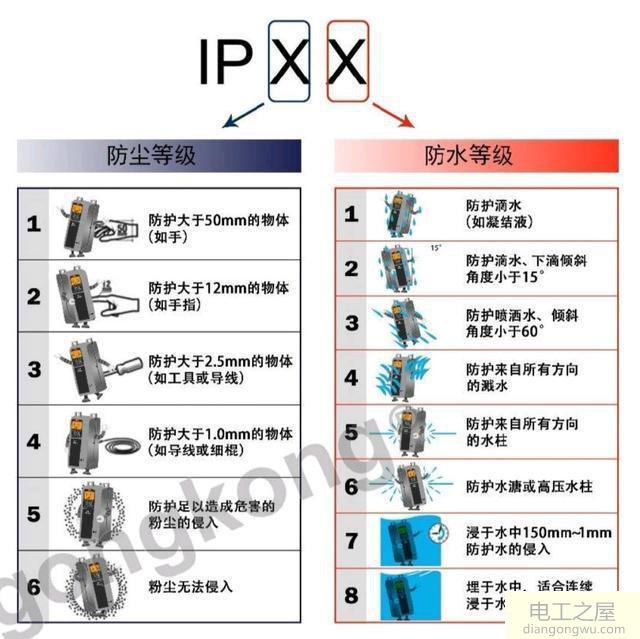 IP X X
防尘等级
1
防护大于50mm的物体
(如手)
2
防护大于12mm的物体
(如手指)
3
防护大于2.5mm的物体
(如工具或导线)
4
防护大于1.0mm的物体
(如导线或细棍)
5
防护足以造成危害的
粉尘的侵入
6
粉尘无法侵入
防水等级
1
防护滴水
(如凝结液)
2
15°
防护滴水、下滴倾斜
角度小于15°
3
防护喷洒水、倾斜
角度小于60°
4
防护来自所有方向
的溅水
5
防护来自所有方向
的水柱
6
防护水溏或高压水柱
7
浸于水中150mm~1mm
防护水的侵入
8
埋于水中、适合连续
浸于水
gongkong®
电工之屋
diangongwu.com